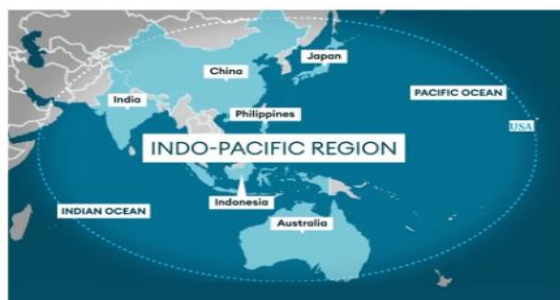 Japan
China
PACIFIC OCEAN
India
Philippines
USA
INDO-PACIFIC REGION
Indonesia
INDIAN OCEAN
Australia